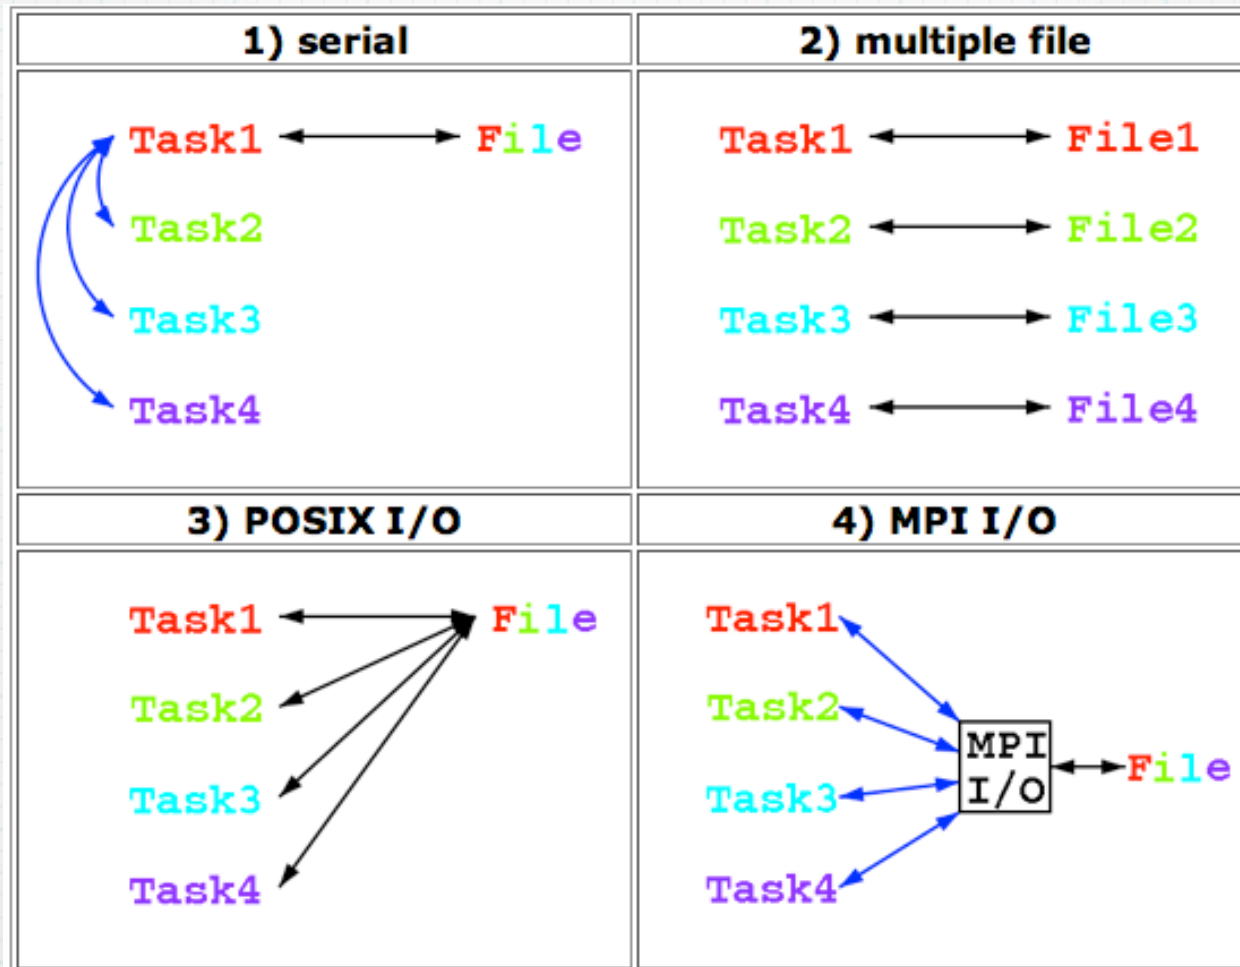 1) serial
Task1 File
Task2
Task3
Task4
2) multiple file
Task1 File1
Task2 File2
Task3 File3
Task4 File4
3) POSIX I/O
Task1 File
Task2
Task3
Task4
4) MPI I/O
Task1
Task2
MPI
I/O
File
Task3
Task4